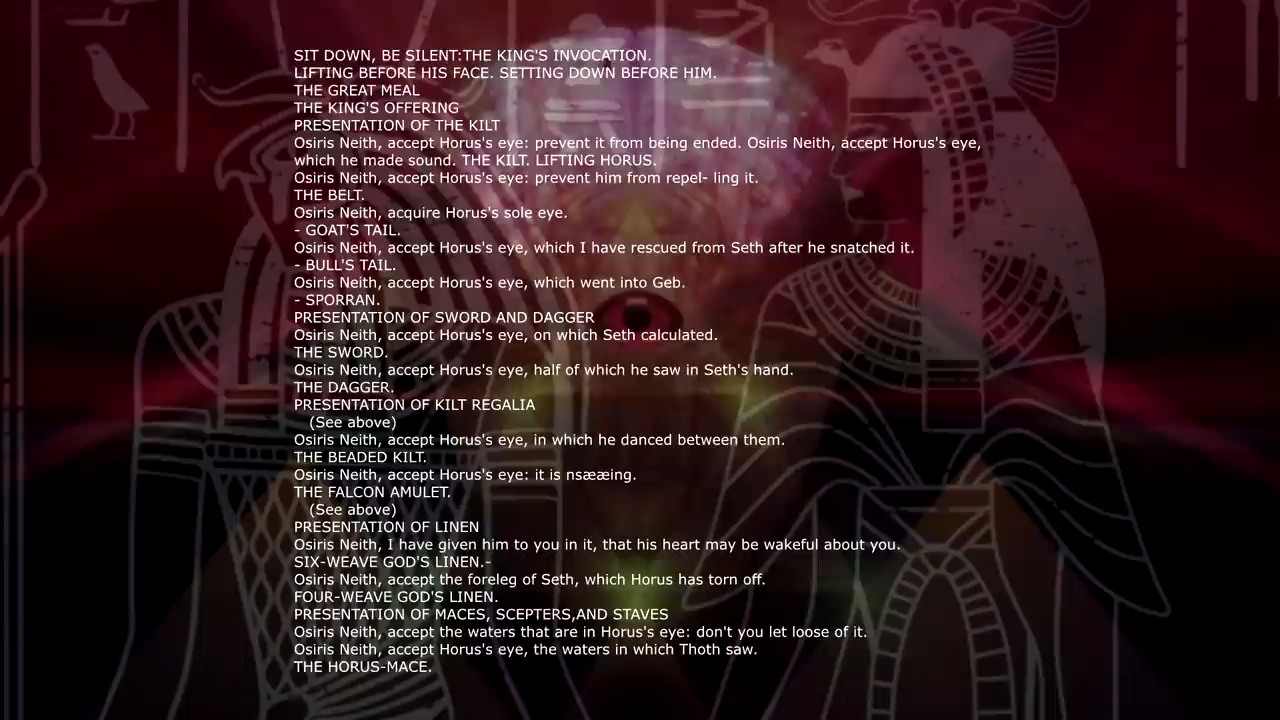 SIT DOWN, BE SILENT:THE KING'S INVOCATION.
LIFTING BEFORE HIS FACE. SETTING DOWN BEFORE HIM.
THE GREAT MEAL
THE KING'S OFFERING
PRESENTATION OF THE KILT
Osiris Neith, accept Horus's eye: prevent it from being ended. Osiris Neith, accept Horus's eye,
which he made sound. THE KILT. LIFTING HORUS.
Osiris Neith, accept Horus's eye: prevent him from repel- ling it.
THE BELT.
Osiris Neith, acquire Horus's sole eye.
- GOAT'S TAIL.
Osiris Neith, accept Horus's eye, which I have rescued from Seth after he snatched it.
- BULL'S TAIL.
Osiris Neith, accept Horus's eye, which went into Geb.
- SPORRAN.
PRESENTATION OF SWORD AND DAGGER
Osiris Neith, accept Horus's eye, on which Seth calculated.
THE SWORD.
Osiris Neith, accept Horus's eye, half of which he saw in Seth's hand.
THE DAGGER.
PRESENTATION OF KILT REGALIA
(See above)
Osiris Neith, accept Horus's eye, in which he danced between them.
THE BEADED KILT.
Osiris Neith, accept Horus's eye: it is nsææing.
THE FALCON AMULET.
(See above)
PRESENTATION OF LINEN
Osiris Neith, I have given him to you in it, that his heart may be wakeful about you.
SIX-WEAVE GOD'S LINEN.-
Osiris Neith, accept the foreleg of Seth, which Horus has torn off.
FOUR-WEAVE GOD'S LINEN.
PRESENTATION OF MACES, SCEPTERS,AND STAVES
Osiris Neith, accept the waters that are in Horus's eye: don't you let loose of it.
Osiris Neith, accept Horus's eye, the waters in which Thoth saw.
THE HORUS-MACE.